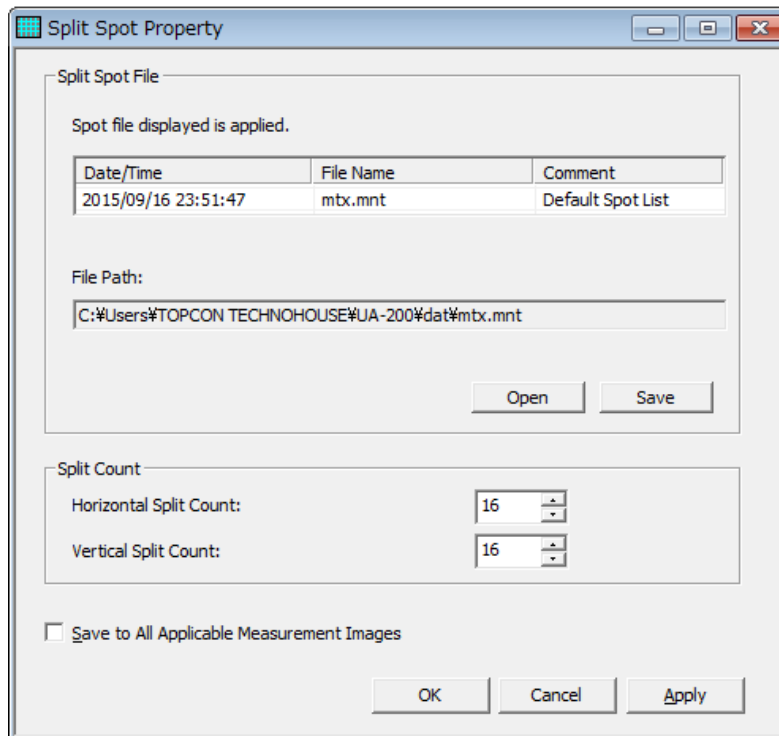 Split Spot Property
Split Spot File
Spot file displayed is applied.
Date/Time File Name Comment
2015/09/16 23:51:47 mtx.mnt Default Spot List
File Path:
C:¥Users¥TOPCON TECHNOHOUSE¥UA-200¥dat¥mtx.mnt
Open Save
Split Count
Horizontal Split Count: 16
Vertical Split Count: 16
Save to All Applicable Measurement Images
OK Cancel Apply